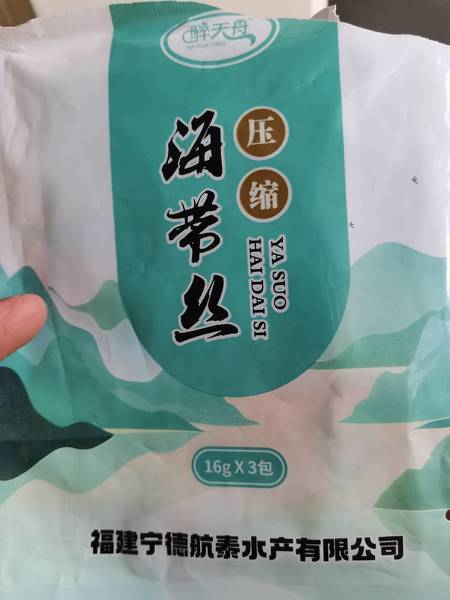 醉天舟
压缩
海带丝
YA SUO
HAI DAI SI
16g X 3包
福建宁德航泰水产有限公司